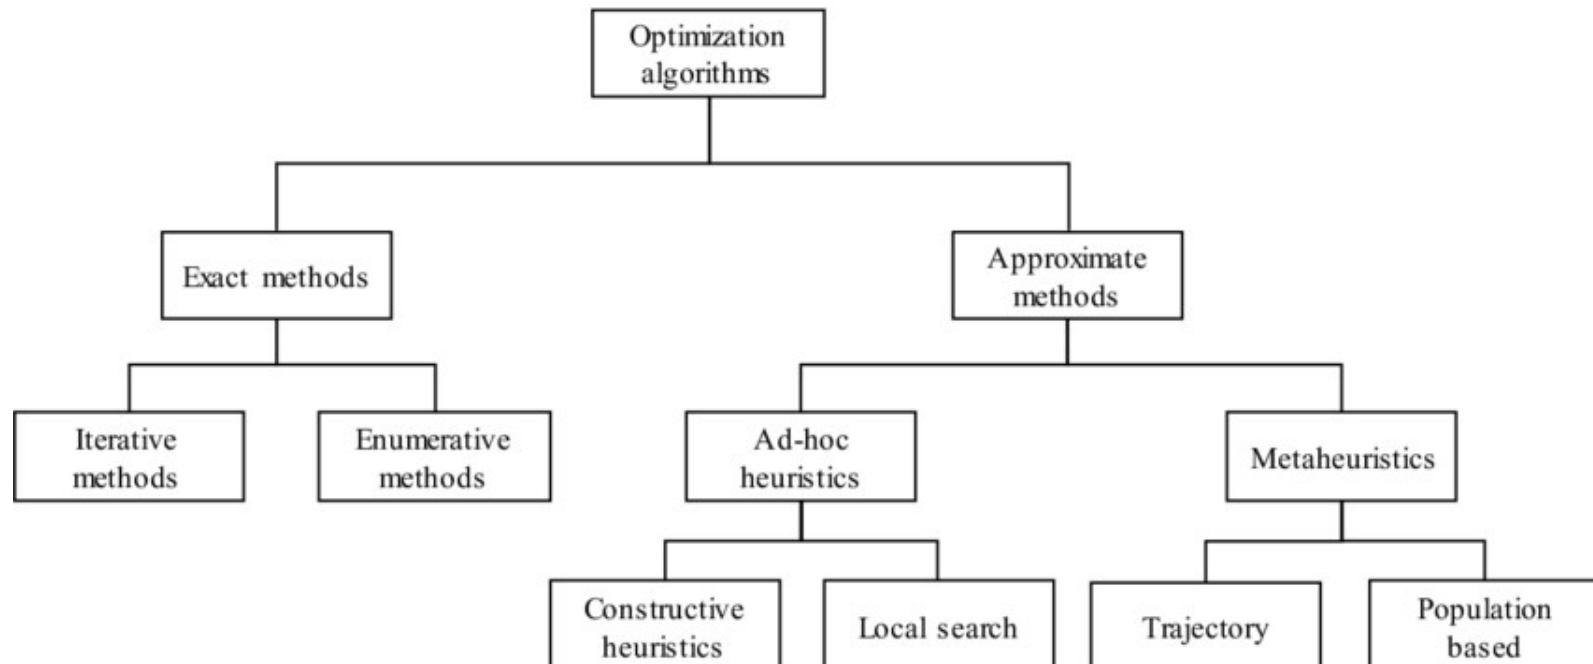 Optimization
algorithms
Exact methods
Approximate
methods
Iterative
methods
Enumerative
methods
Ad-hoc
heuristics
Metaheuristics
Constructive
heuristics
Local search
Trajectory
Population
based